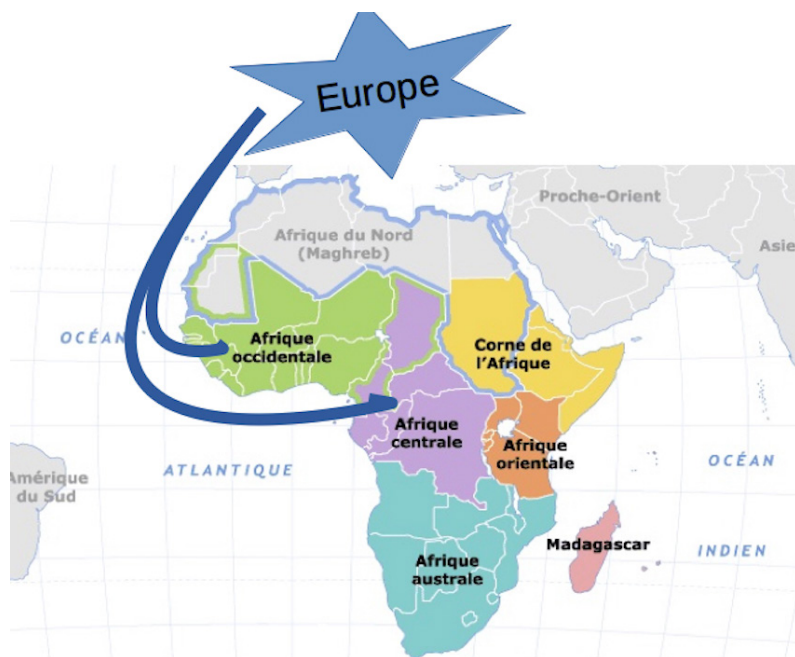 Europe
Proche-Orient
Afrique du Nord
(Maghreb)
Asie
OCÉAN
Afrique
occidentale
Corne de
l'Afrique
Afrique
centrale
Afrique
orientale
ATLANTIQUE
OCÉAN
Amérique
du Sud
Madagascar
INDIEN
Afrique
australe